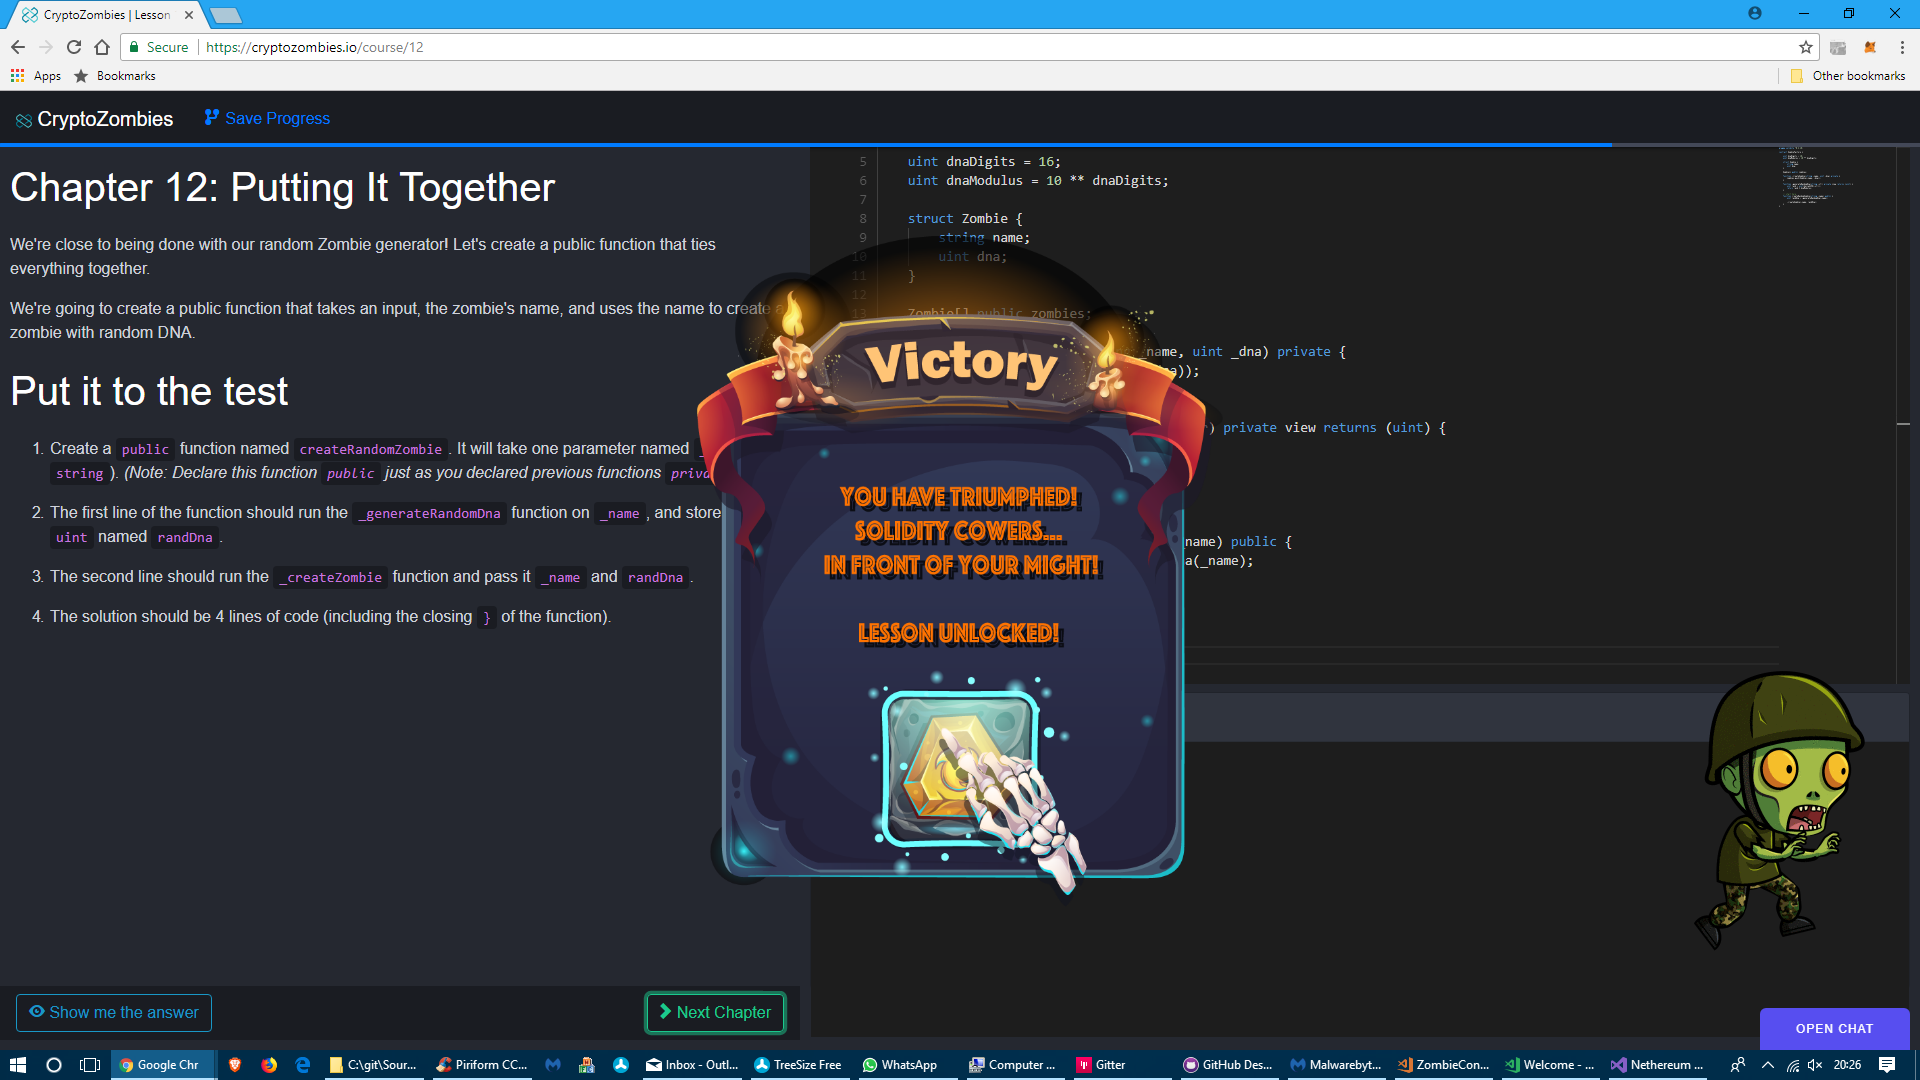 CryptoZombies | Lesson
Secure
https://cryptozombies.io/course/12
Apps
Bookmarks
Other bookmarks
CryptoZombies
Save Progress
Chapter 12: Putting It Together
We're close to being done with our random Zombie generator! Let's create a public function that ties
everything together.
We're going to create a public function that takes an input, the zombie's name, and uses the name to create a
zombie with random DNA.
Put it to the test
1. Create a public function named createRandomZombie. It will take one parameter named
string). (Note: Declare this function public just as you declared previous functions
2. The first line of the function should run the _generateRandomDna function on _name, and store
uint named randDna.
3. The second line should run the _createZombie function and pass it _name and randDna.
4. The solution should be 4 lines of code (including the closing } of the function).
Show me the answer
Next Chapter
5 uint dnaDigits = 16;
6 uint dnaModulus = 10 ** dnaDigits;
7
8 struct Zombie {
9 string name;
10 uint dna;
11 }
12
13 Zombie[] public zombies;
name, uint _dna) private {
));
) private view returns (uint) {
name) public {
a(_name);
Victory
YOU HAVE TRIUMPHED!
SOLIDITY COWERS...
IN FRONT OF YOUR MIGHT!
LESSON UNLOCKED!
OPEN CHAT
Google Chr
C:\git\Sour...
Piriform CC...
Inbox - Outl...
TreeSize Free
WhatsApp
Computer ...
Gitter
GitHub Des...
Malwarebyt...
ZombieCon...
Welcome - ...
Nethereum ...
20:26